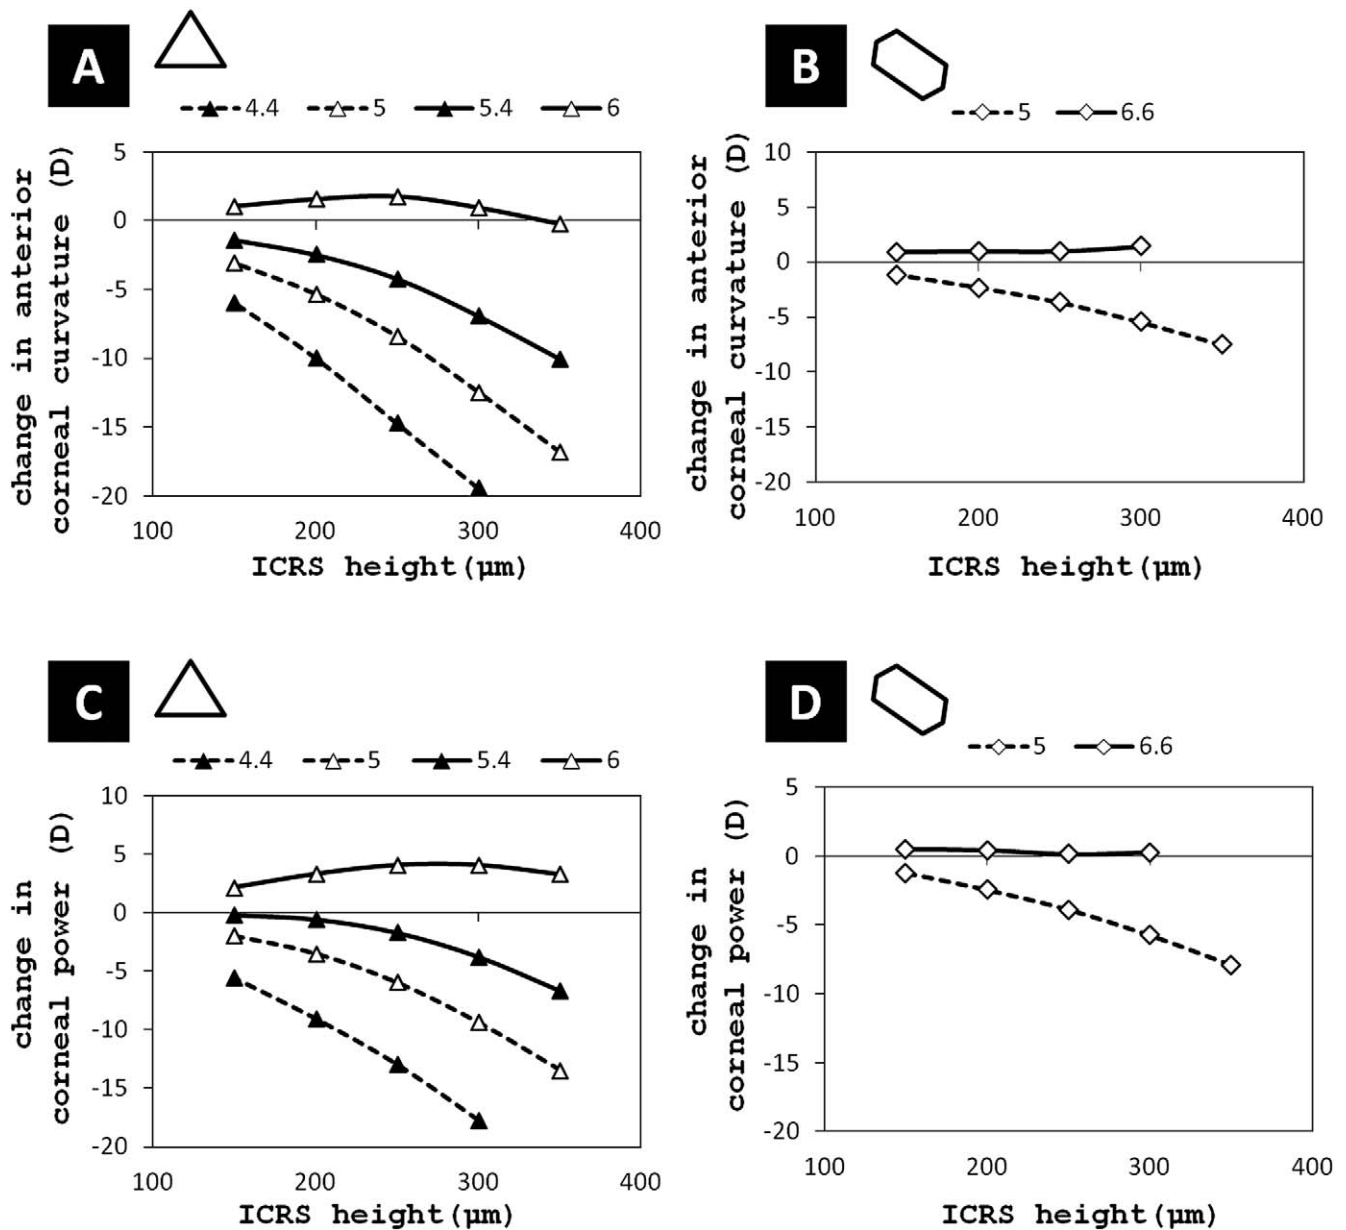 A
4.4 5 5.4 6
change in anterior
corneal curvature (D)
5
0
-5
-10
-15
-20
100 200 300 400
ICRS height(µm)
B
5 6.6
change in anterior
corneal curvature (D)
10
5
0
-5
-10
-15
-20
100 200 300 400
ICRS height(µm)
C
4.4 5 5.4 6
change in
corneal power (D)
10
5
0
-5
-10
-15
-20
100 200 300 400
ICRS height(µm)
D
5 6.6
change in
corneal power (D)
5
0
-5
-10
-15
-20
100 200 300 400
ICRS height(µm)